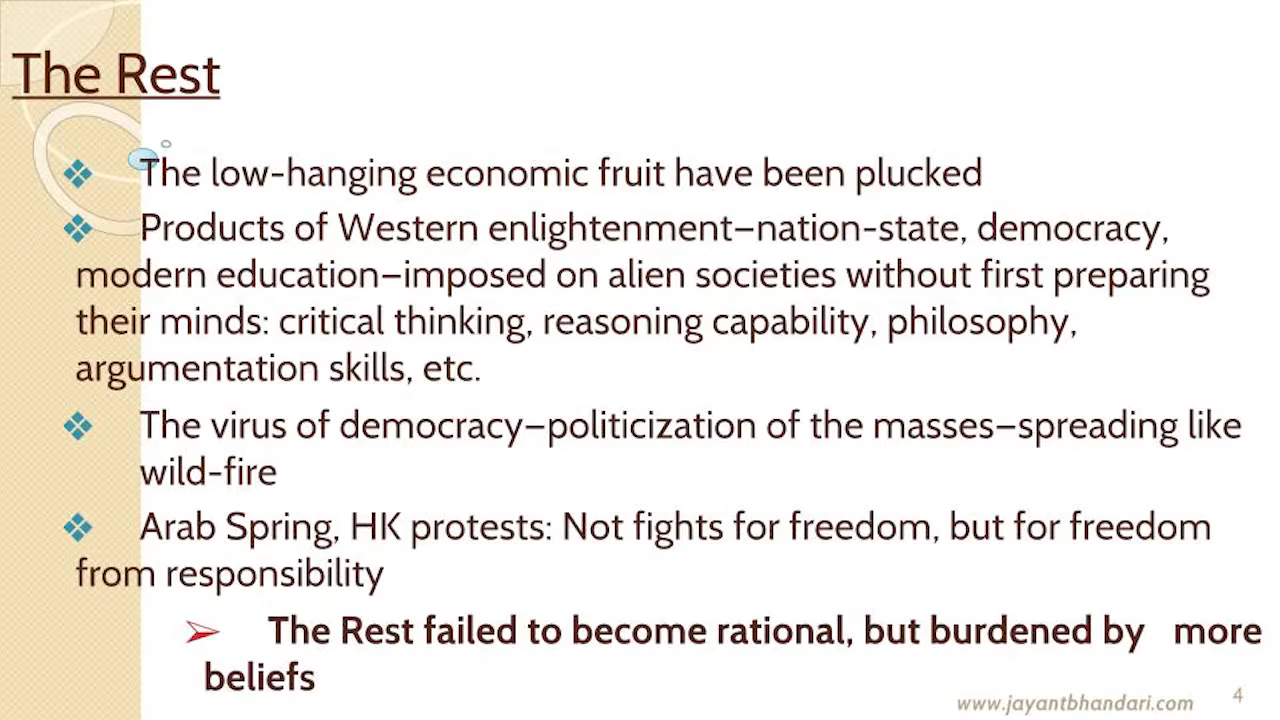 The Rest
The low-hanging economic fruit have been plucked
Products of Western enlightenment–nation-state, democracy,
modern education–imposed on alien societies without first preparing
their minds: critical thinking, reasoning capability, philosophy,
argumentation skills, etc.
The virus of democracy–politicization of the masses–spreading like
wild-fire
Arab Spring, HK protests: Not fights for freedom, but for freedom
from responsibility
The Rest failed to become rational, but burdened by more
beliefs
www.jayantbhandari.com 4